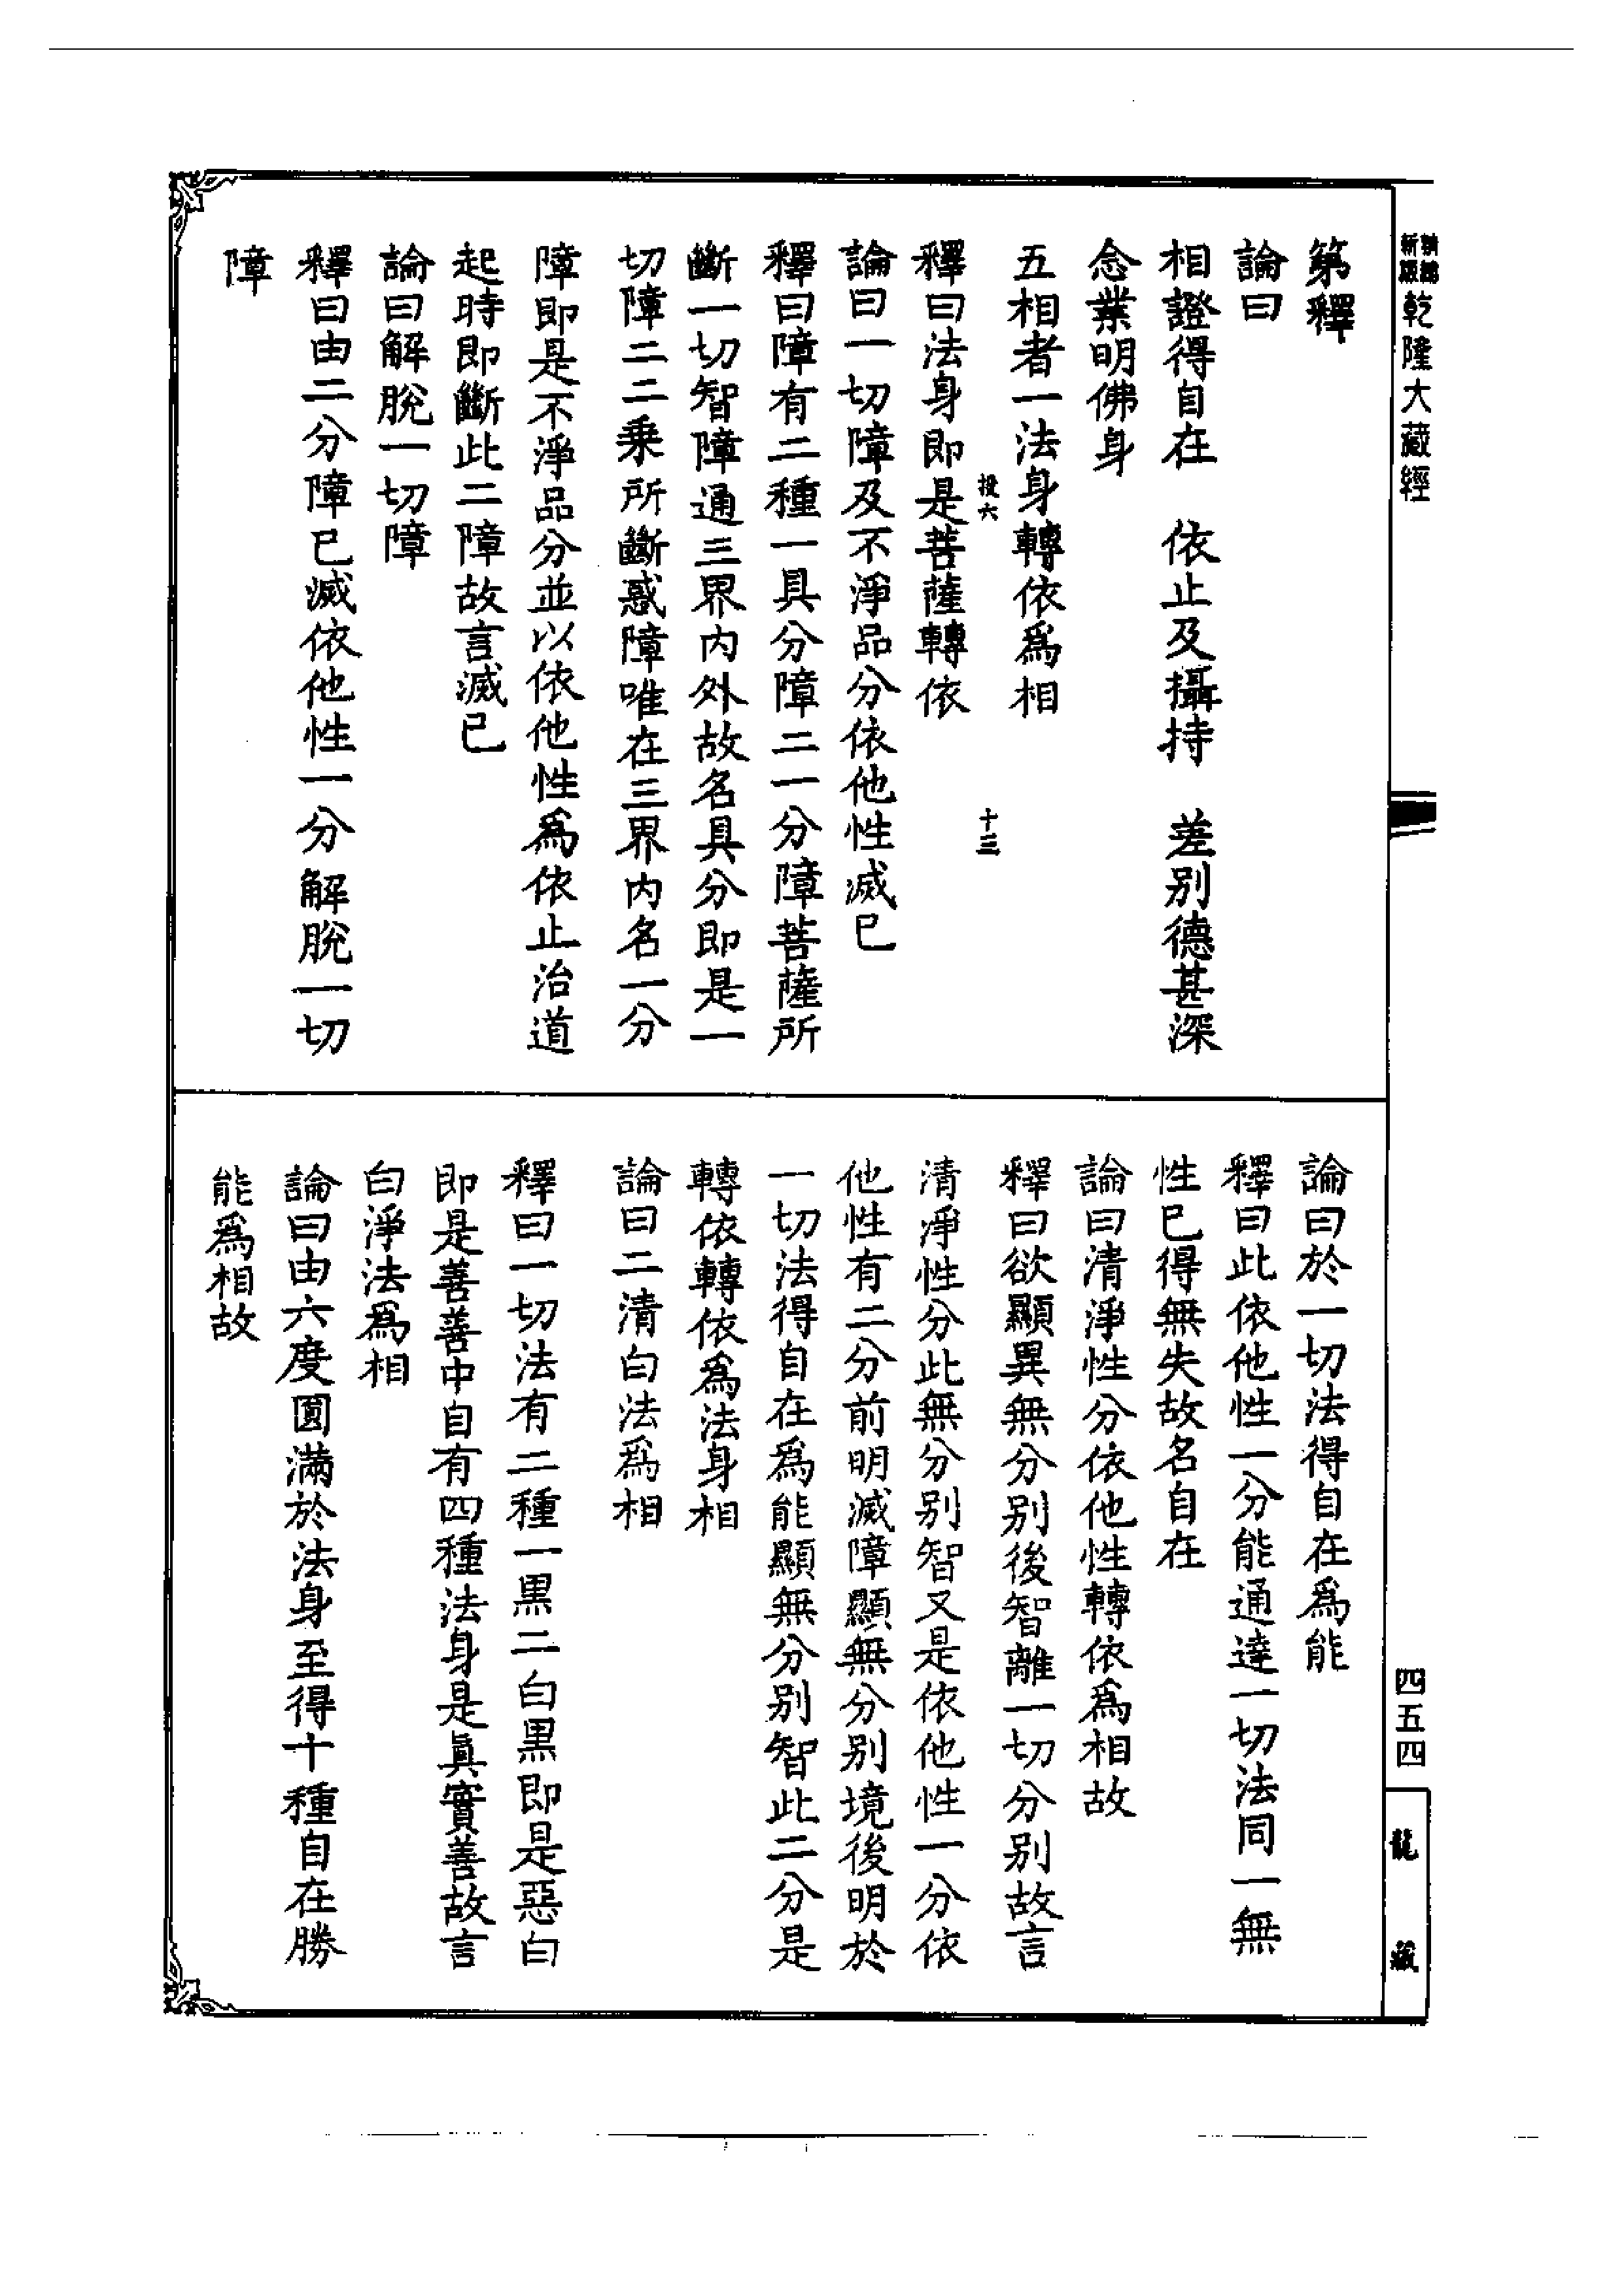 新編
新版
乾隆大藏經
四五四
龍藏
第釋
論曰
相證得自在　依止及攝持　差別德甚深
念業明佛身
五相者一法身轉依爲相
投六　十三
釋曰法身即是菩薩轉依
論曰一切障及不淨品分依他性滅已
釋曰障有二種一具分障二一分障菩薩所
斷一切智障通三界內外故名具分即是一
切障二二乘所斷惑障唯在三界內名一分
障即是不淨品分並以依他性爲依止治道
起時即斷此二障故言滅已
論曰解脫一切障
釋曰由二分障已滅依他性一分解脫一切
障
論曰於一切法得自在爲能
釋曰此依他性一分能通達一切法同一無
性已得無失故名自在
論曰清淨性分依他性轉依爲相故
釋曰欲顯異無分別後智離一切分別故言
清淨性分此無分別智又是依他性一分依
他性有二分前明滅障顯無分別境後明於
一切法得自在爲能顯無分別智此二分是
轉依轉依爲法身相
論曰二清白法爲相
釋曰一切法有二種一黑二白黑即是惡白
即是善善中自有四種法身是眞實善故言
白淨法爲相
論曰由六度圓滿於法身至得十種自在勝
能爲相故